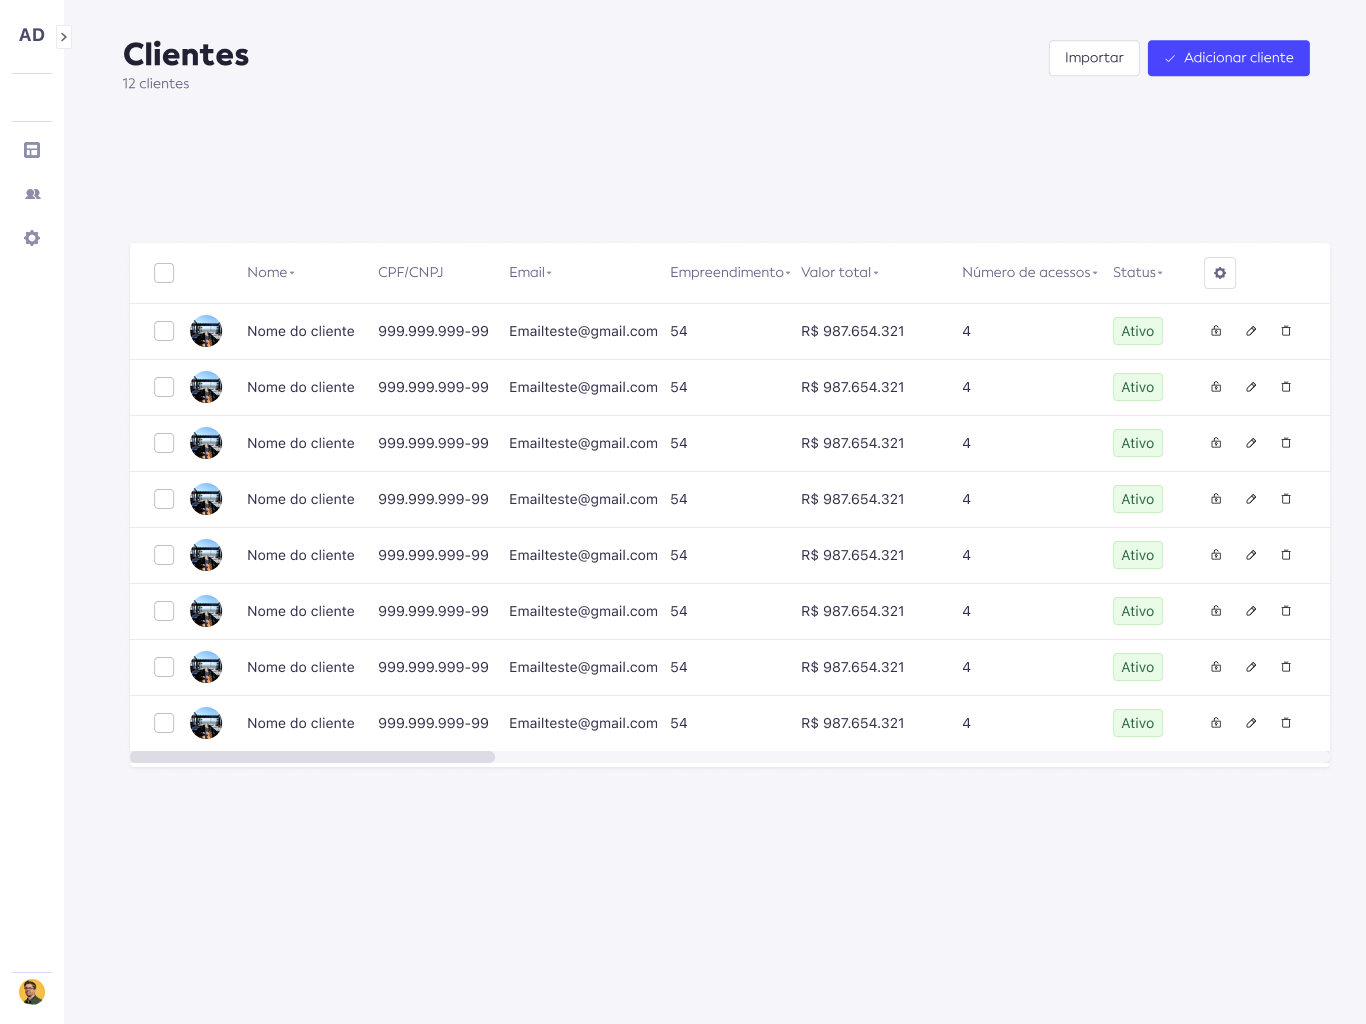 AD
Clientes
12 clientes
Importar
Adicionar cliente
Nome CPF/CNPJ Email Empreendimento Valor total Número de acessos Status
Nome do cliente 999.999.999-99 Emailteste@gmail.com 54 R$ 987.654.321 4 Ativo
Nome do cliente 999.999.999-99 Emailteste@gmail.com 54 R$ 987.654.321 4 Ativo
Nome do cliente 999.999.999-99 Emailteste@gmail.com 54 R$ 987.654.321 4 Ativo
Nome do cliente 999.999.999-99 Emailteste@gmail.com 54 R$ 987.654.321 4 Ativo
Nome do cliente 999.999.999-99 Emailteste@gmail.com 54 R$ 987.654.321 4 Ativo
Nome do cliente 999.999.999-99 Emailteste@gmail.com 54 R$ 987.654.321 4 Ativo
Nome do cliente 999.999.999-99 Emailteste@gmail.com 54 R$ 987.654.321 4 Ativo
Nome do cliente 999.999.999-99 Emailteste@gmail.com 54 R$ 987.654.321 4 Ativo